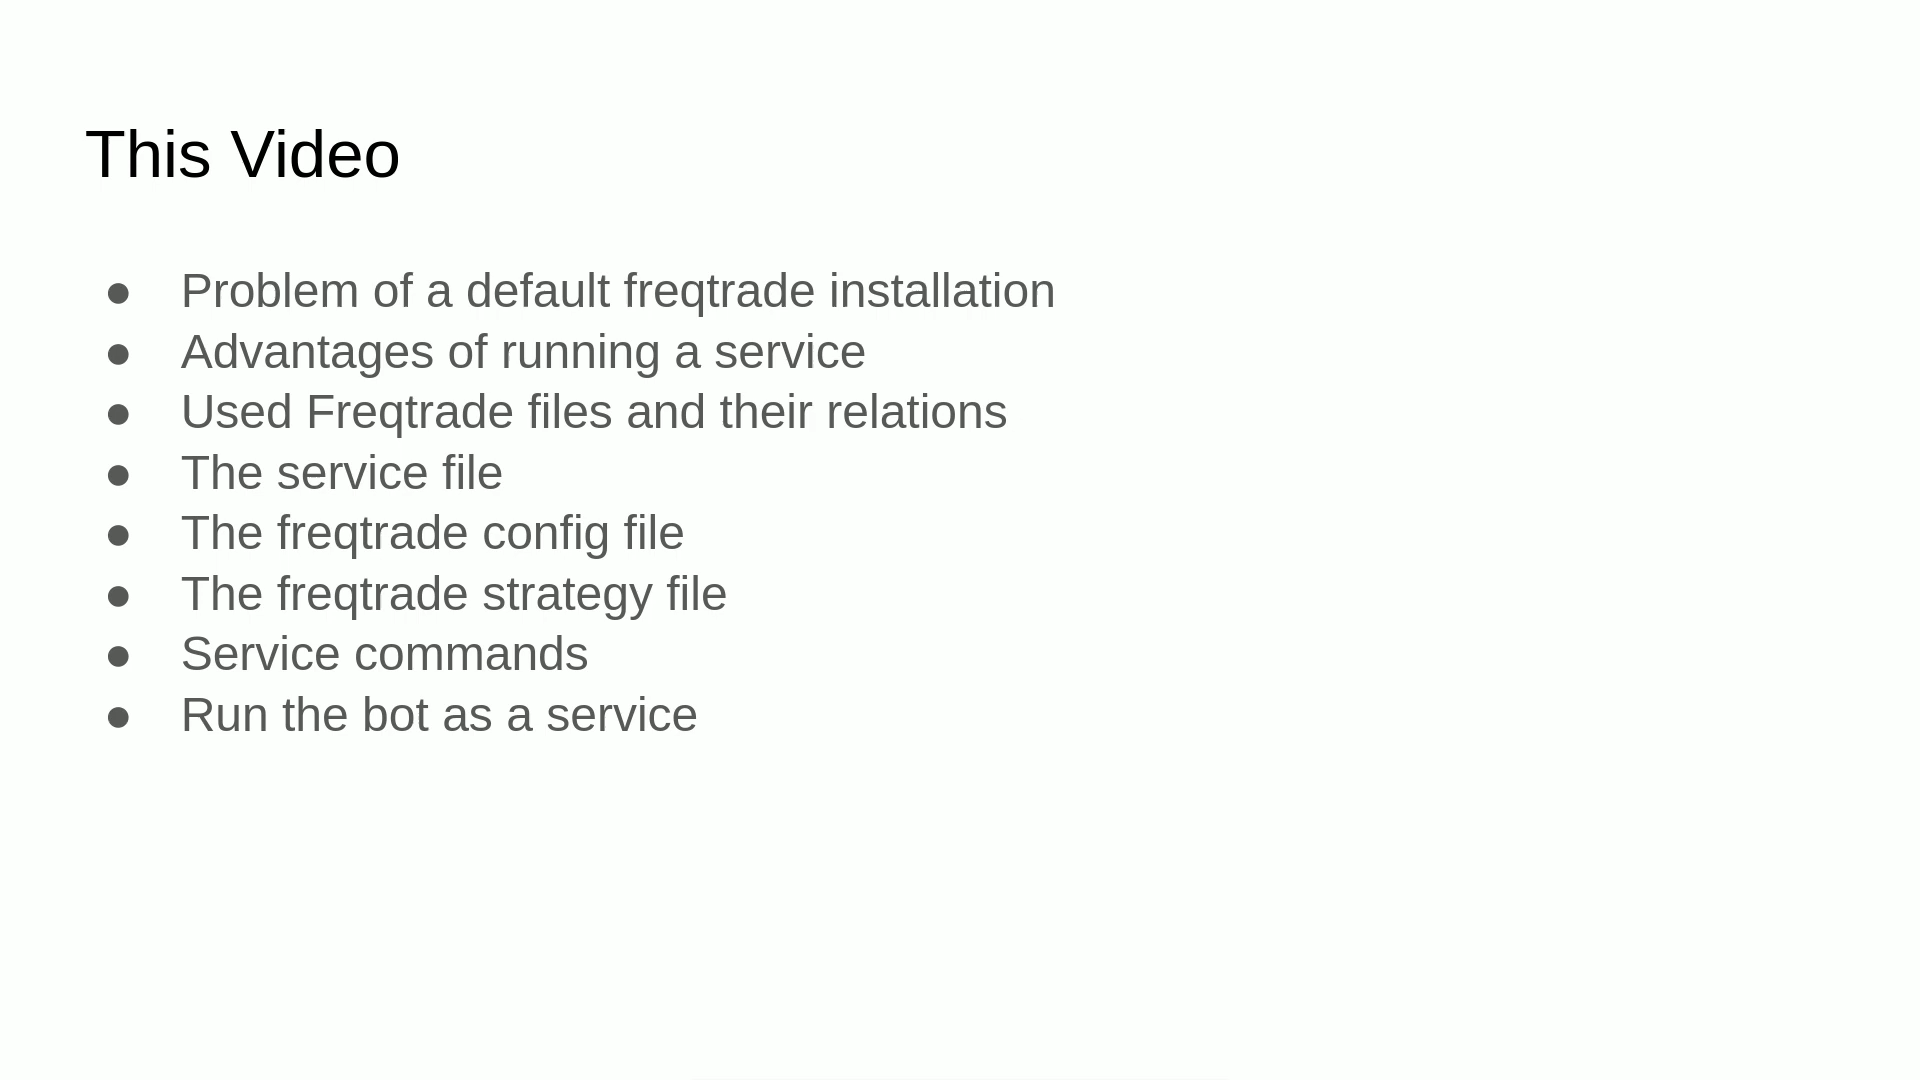 This Video
● Problem of a default freqtrade installation
● Advantages of running a service
● Used Freqtrade files and their relations
● The service file
● The freqtrade config file
● The freqtrade strategy file
● Service commands
● Run the bot as a service